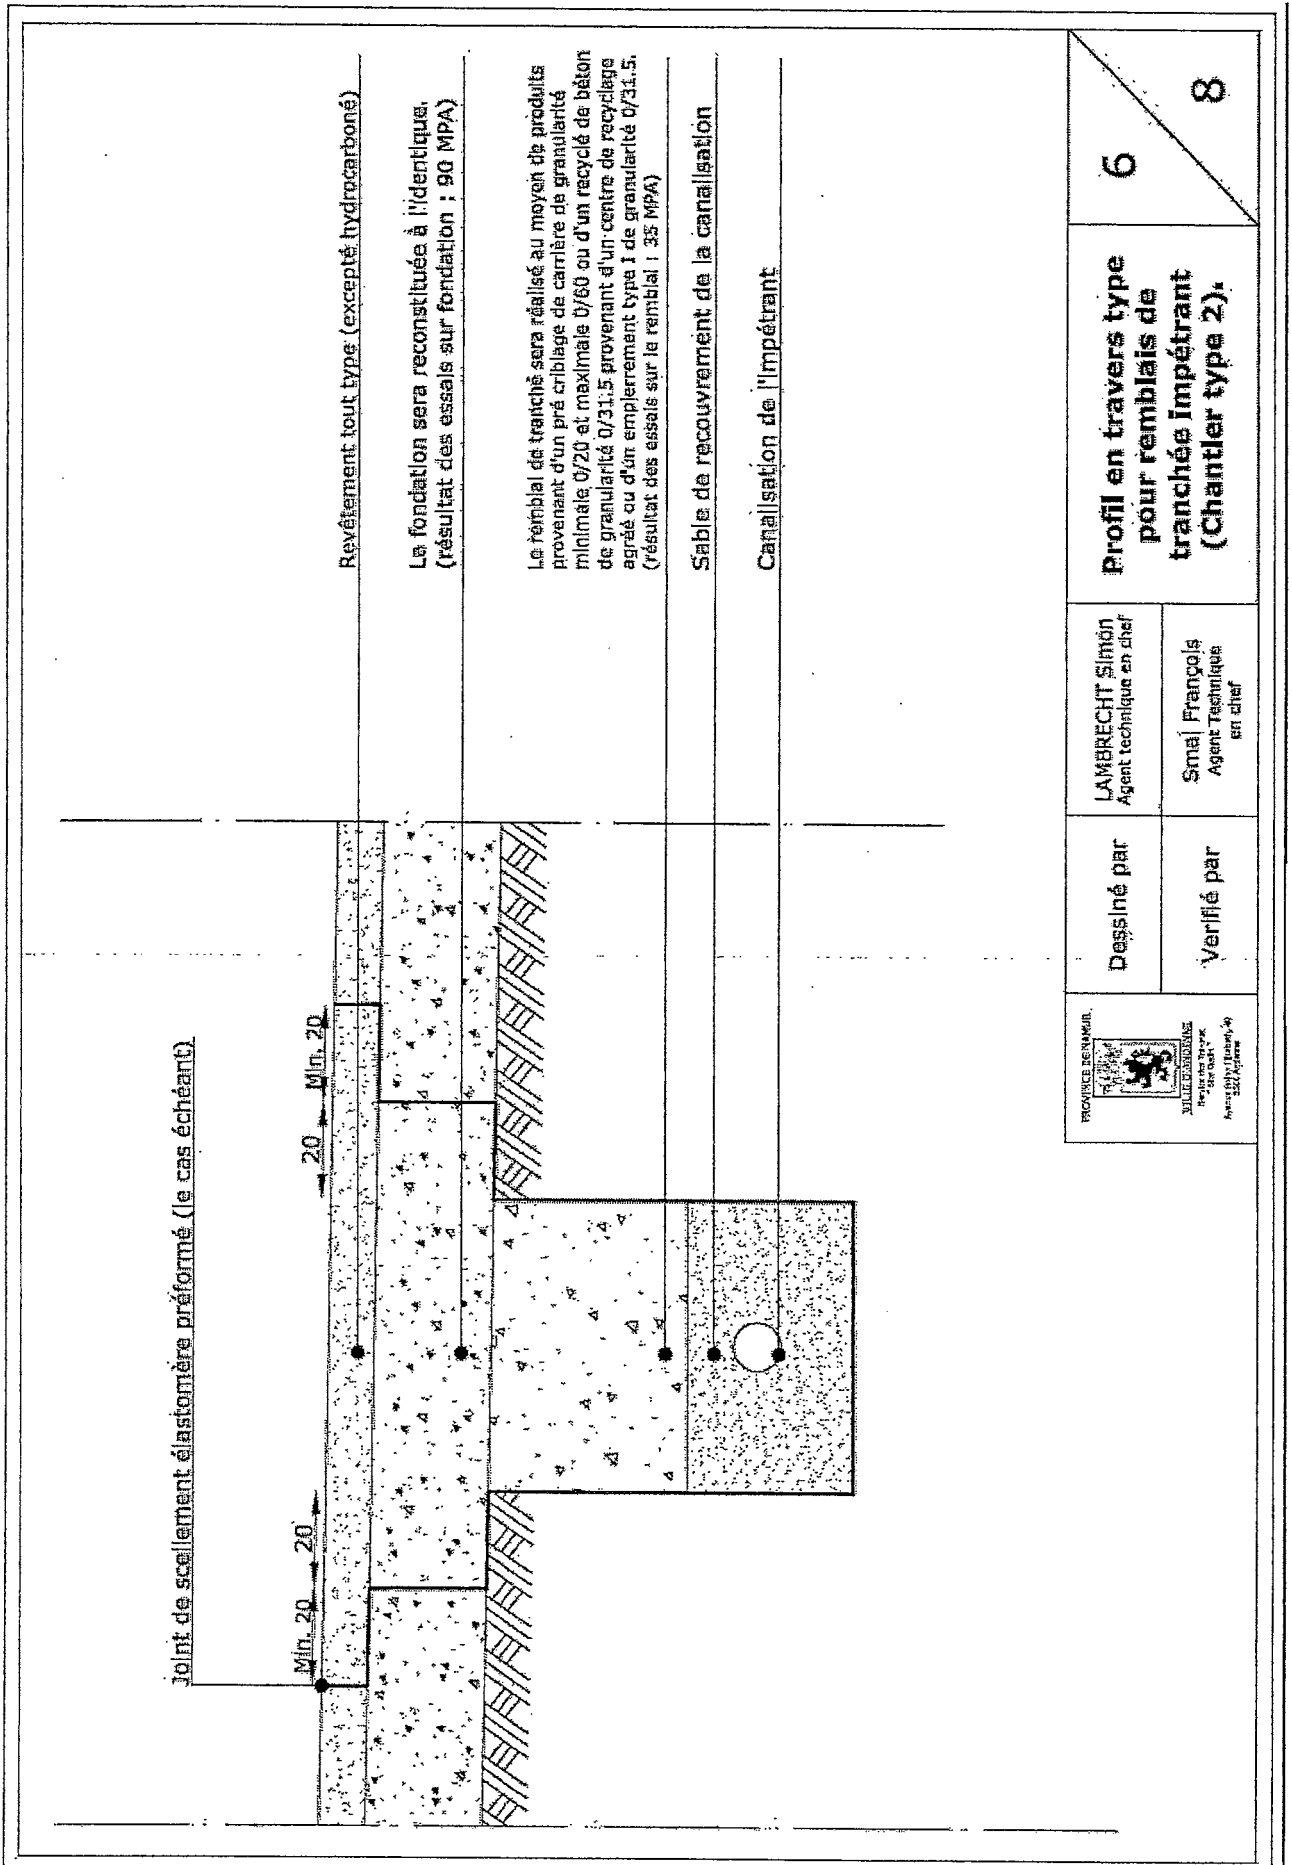 Joint de scellement élastomère préformé (le cas échéant)
Min. 20
20
20
Min. 20
Revêtement tout type (excepté hydrocarboné)
La fondation sera reconstituée à l'identique.
(résultat des essais sur fondation : 90 MPA)
Le remblai de tranché sera réalisé au moyen de produits
provenant d'un pré criblage de carrière de granularité
minimale 0/20 et maximale 0/60 ou d'un recyclé de béton
de granularité 0/31.5 provenant d'un centre de recyclage
agréé ou d'un empierrement type I de granularité 0/31.5.
(résultat des essais sur le remblai : 35 MPA)
Sable de recouvrement de la canalisation
Canalisation de l'Impétrant
PROVINCE DE NAMUR
VILLE D'ANDENNE
Dessiné par
LAMBRECHT Simon
Agent technique en chef
Verifié par
Smal François
Agent Technique
en chef
Profil en travers type
pour remblais de
tranchée impétrant
(Chantier type 2).
6
8